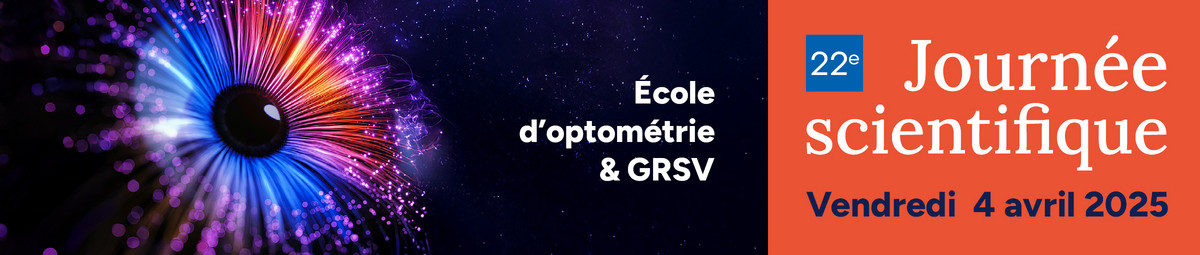 École
d’optométrie
& GRSV
22e Journée
scientifique
Vendredi 4 avril 2025